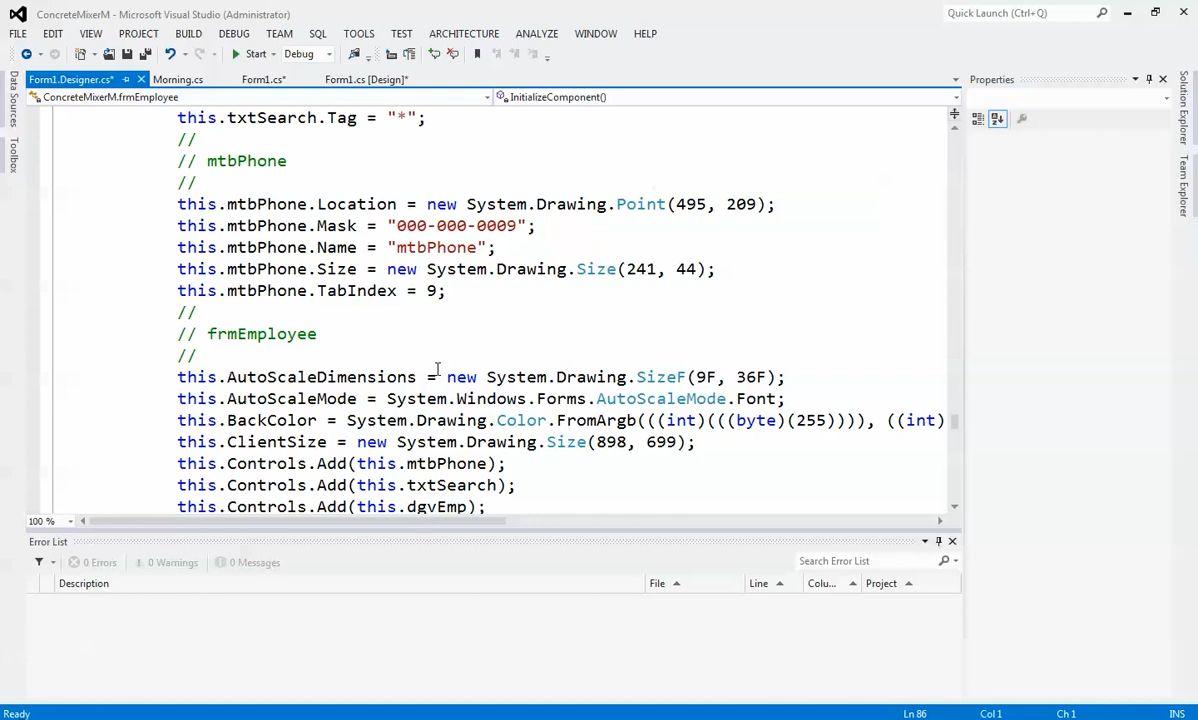 ConcreteMixerM - Microsoft Visual Studio (Administrator)
Quick Launch (Ctrl+Q)
FILE EDIT VIEW PROJECT BUILD DEBUG TEAM SQL TOOLS TEST ARCHITECTURE ANALYZE WINDOW HELP
Start Debug
Form1.Designer.cs* Morning.cs Form1.cs* Form1.cs [Design]*
Properties
ConcreteMixerM.frmEmployee
InitializeComponent()
Data Sources
Toolbox
Solution Explorer
Team Explorer
this.txtSearch.Tag = "*";
//
// mtbPhone
//
this.mtbPhone.Location = new System.Drawing.Point(495, 209);
this.mtbPhone.Mask = "000-000-0009";
this.mtbPhone.Name = "mtbPhone";
this.mtbPhone.Size = new System.Drawing.Size(241, 44);
this.mtbPhone.TabIndex = 9;
//
// frmEmployee
//
this.AutoScaleDimensions = new System.Drawing.SizeF(9F, 36F);
this.AutoScaleMode = System.Windows.Forms.AutoScaleMode.Font;
this.BackColor = System.Drawing.Color.FromArgb(((int)(((byte)(255)))), ((int)
this.ClientSize = new System.Drawing.Size(898, 699);
this.Controls.Add(this.mtbPhone);
this.Controls.Add(this.txtSearch);
this.Controls.Add(this.dgvEmp);
100 %
Error List
0 Errors 0 Warnings 0 Messages
Search Error List
Description File Line Colu... Project
Ready Ln 86 Col 1 Ch 1 INS